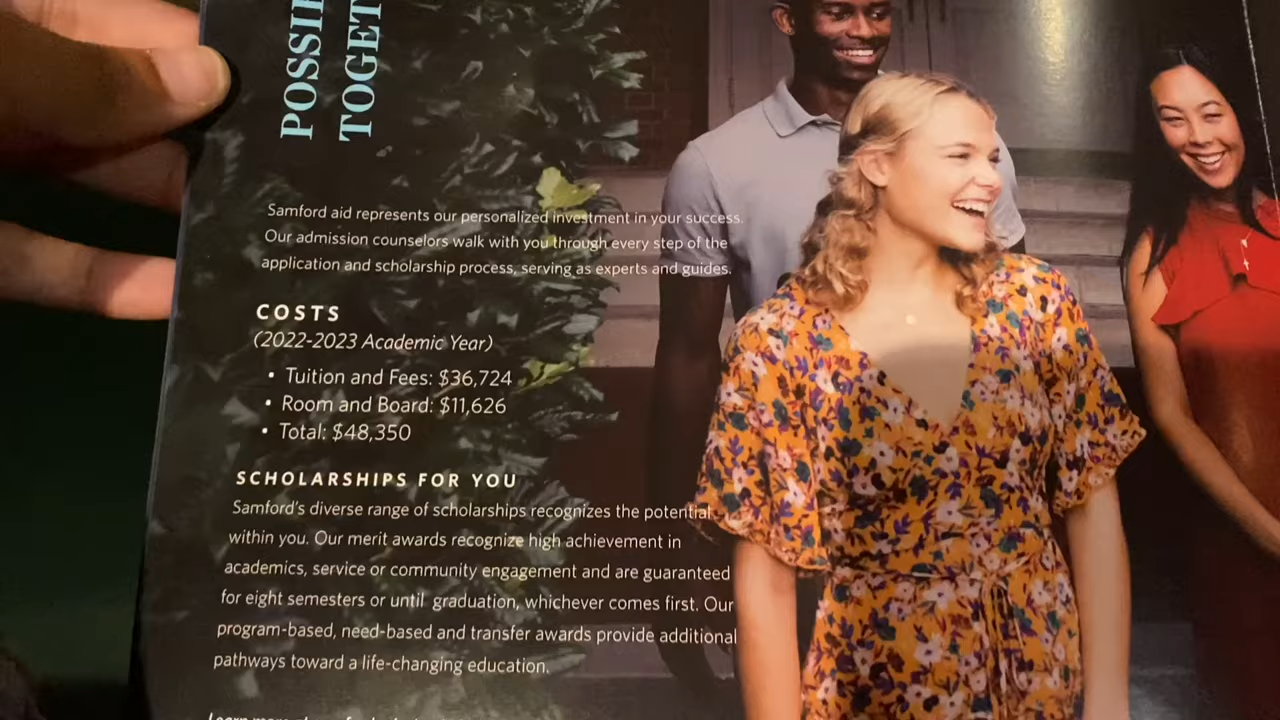 Samford aid represents our personalized investment in your success.
Our admission counselors walk with you through every step of the
application and scholarship process, serving as experts and guides.
COSTS
(2022-2023 Academic Year)
• Tuition and Fees: $36,724
• Room and Board: $11,626
• Total: $48,350
SCHOLARSHIPS FOR YOU
Samford's diverse range of scholarships recognizes the potential
within you. Our merit awards recognize high achievement in
academics, service or community engagement and are guaranteed
for eight semesters or until graduation, whichever comes first. Our
program-based, need-based and transfer awards provide additional
pathways toward a life-changing education.